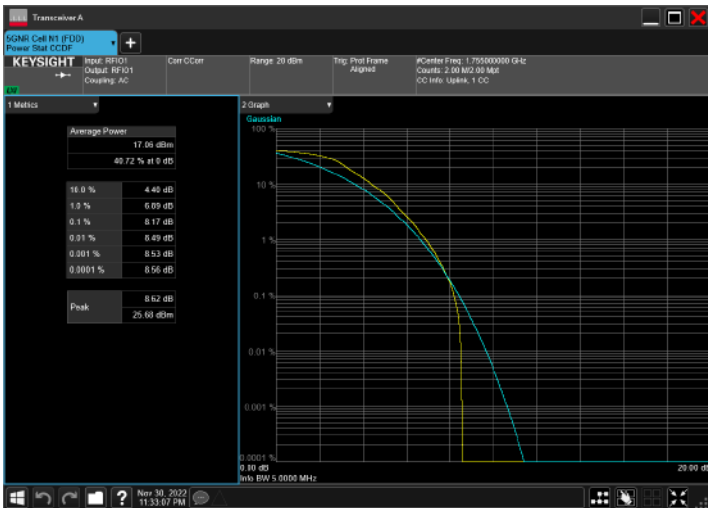 Transceiver A
5GNR Cell N1 (FDD)
Power Stat CCDF
KEYSIGHT
Input: RFIO1
Output: RFIO1
Coupling: AC
Corr CCorr
Range: 20 dBm
Trig: Prot Frame
Aligned
#Center Freq: 1.755000000 GHz
Counts: 2.00 M/2.00 Mpt
CC Info: Uplink, 1 CC
1 Metrics
Average Power
17.06 dBm
40.72 % at 0 dB
10.0 % 4.40 dB
1.0 % 6.89 dB
0.1 % 8.17 dB
0.01 % 8.49 dB
0.001 % 8.53 dB
0.0001 % 8.56 dB
Peak
8.62 dB
25.68 dBm
2 Graph
Gaussian
100 %
10 %
1 %
0.1 %
0.01 %
0.001 %
0.0001 %
0.00 dB
20.00 dB
Info BW 5.0000 MHz
?
Nov 30, 2022
11:33:07 PM